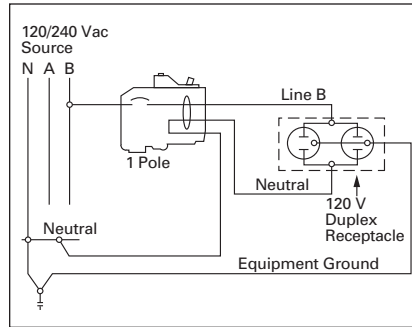 120/240 Vac
Source
N A B
Line B
1 Pole
Neutral
120 V
Duplex
Receptacle
Neutral
Equipment Ground